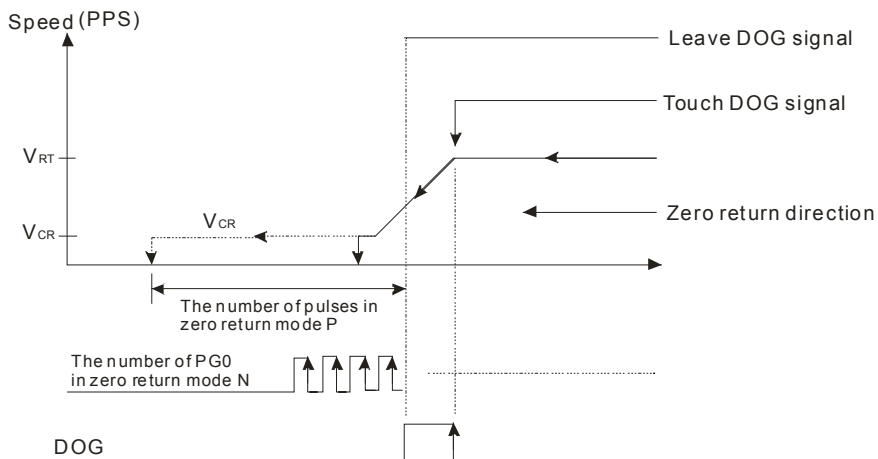 Speed (PPS)
Leave DOG signal
Touch DOG signal
VRT
VCR
Zero return direction
VCR
The number of pulses in
zero return mode P
The number of PG0
in zero return mode N
DOG